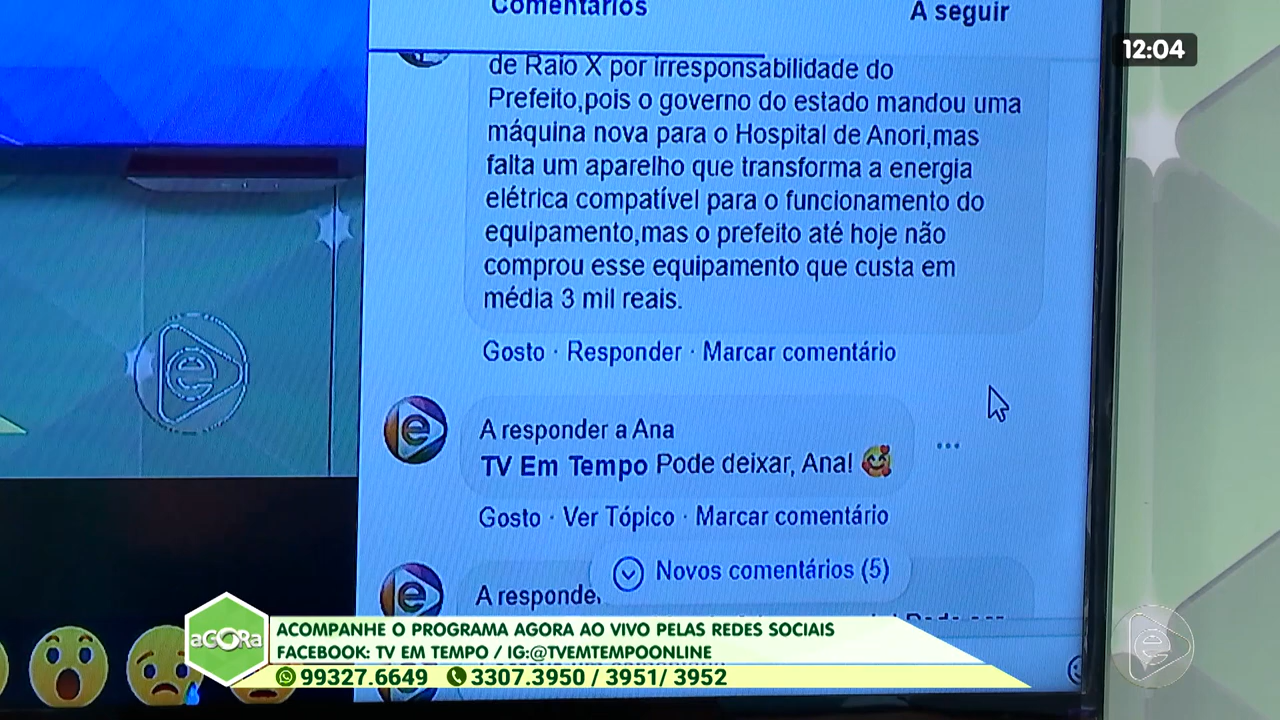 Comentários
A seguir
12:04
de Raio X por irresponsabilidade do
Prefeito,pois o governo do estado mandou uma
máquina nova para o Hospital de Anori,mas
falta um aparelho que transforma a energia
elétrica compatível para o funcionamento do
equipamento,mas o prefeito até hoje não
comprou esse equipamento que custa em
média 3 mil reais.
Gosto · Responder · Marcar comentário
A responder a Ana
TV Em Tempo Pode deixar, Ana!
Gosto · Ver Tópico · Marcar comentário
Novos comentários (5)
A responder
aGORa
ACOMPANHE O PROGRAMA AGORA AO VIVO PELAS REDES SOCIAIS
FACEBOOK: TV EM TEMPO / IG:@TVEMTEMPOONLINE
99327.6649 / 3307.3950 / 3951/ 3952